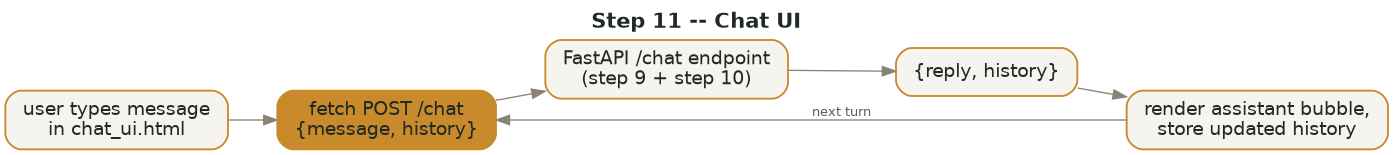 Step 11 -- Chat UI
user types message
in chat_ui.html
fetch POST /chat
{message, history}
FastAPI /chat endpoint
(step 9 + step 10)
{reply, history}
render assistant bubble,
store updated history
next turn